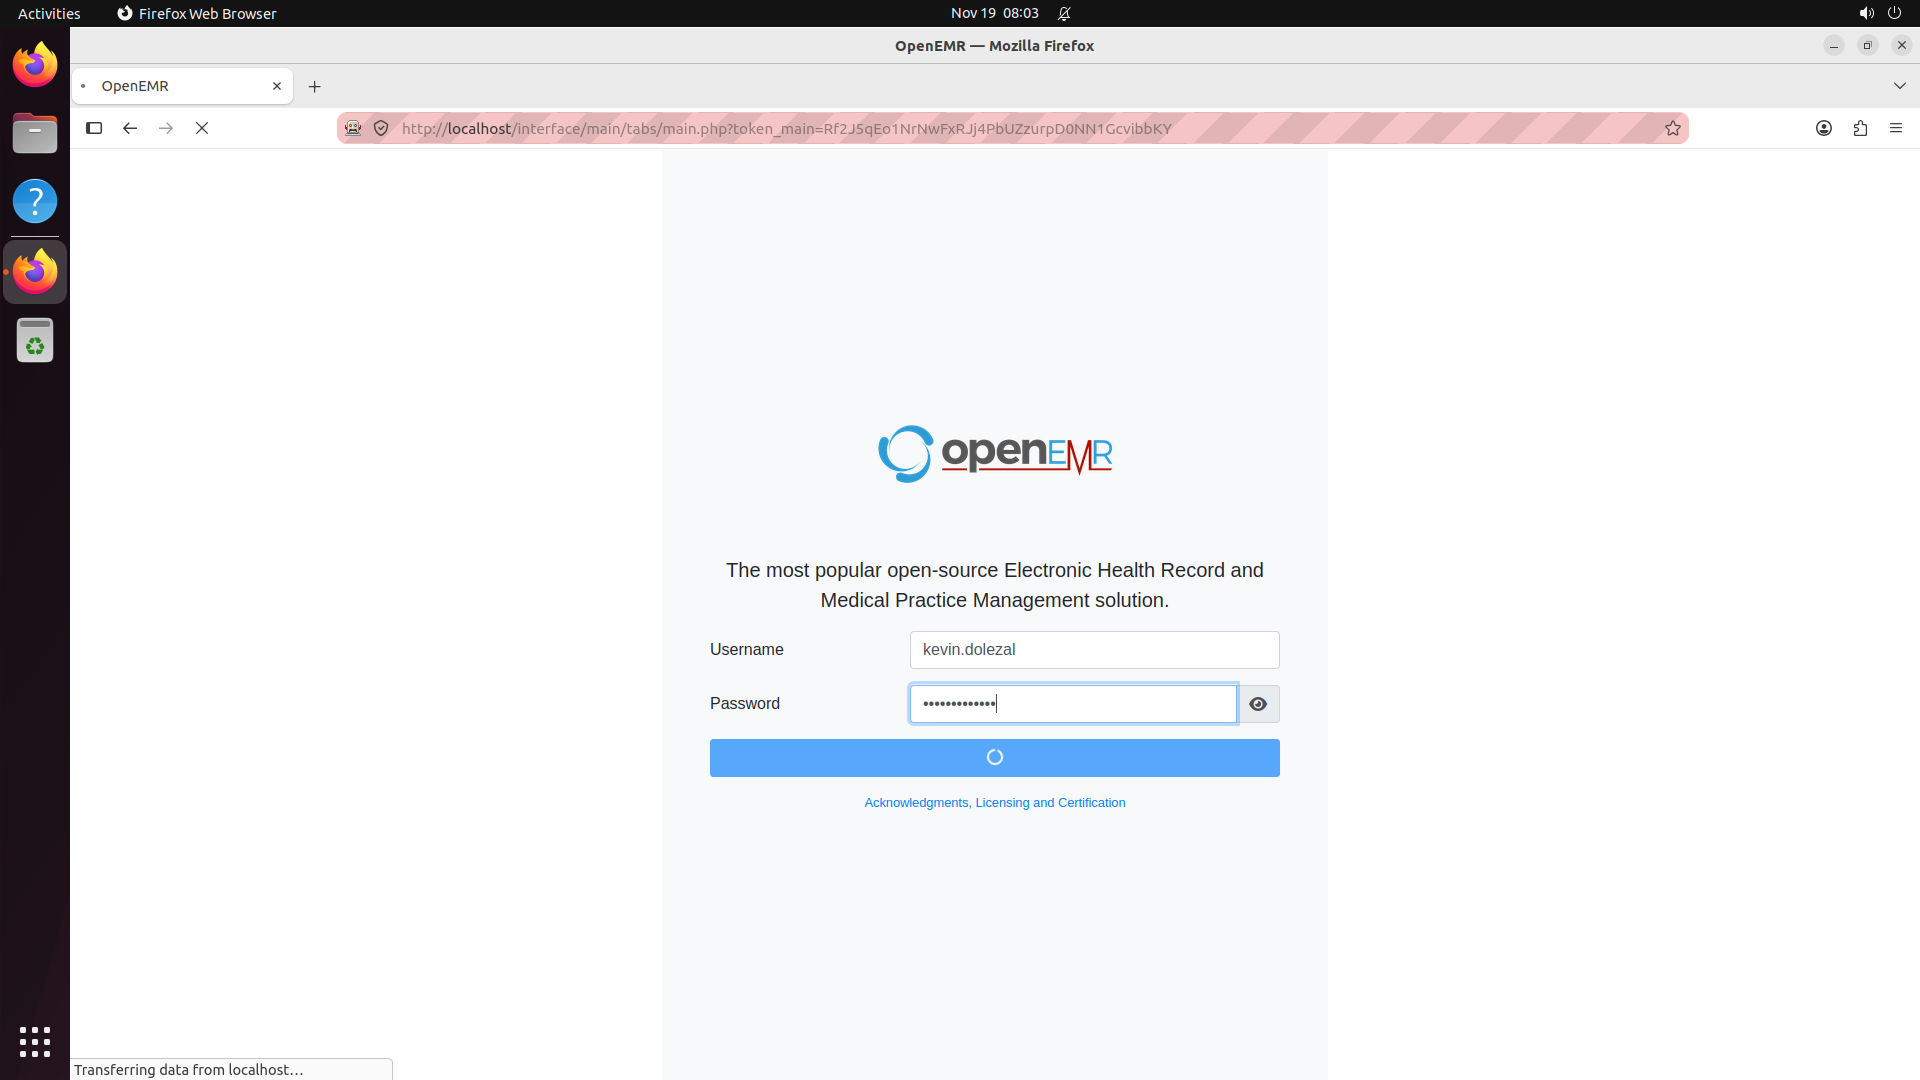 Activities
Firefox Web Browser
Nov 19 08:03
OpenEMR — Mozilla Firefox
OpenEMR
http://localhost/interface/main/tabs/main.php?token_main=Rf2J5qEo1NrNwFxRJj4PbUZzurpD0NN1GcvibbKY
openEMR
The most popular open-source Electronic Health Record and
Medical Practice Management solution.
Username
kevin.dolezal
Password
•••••••••••••
Acknowledgments, Licensing and Certification
Transferring data from localhost…